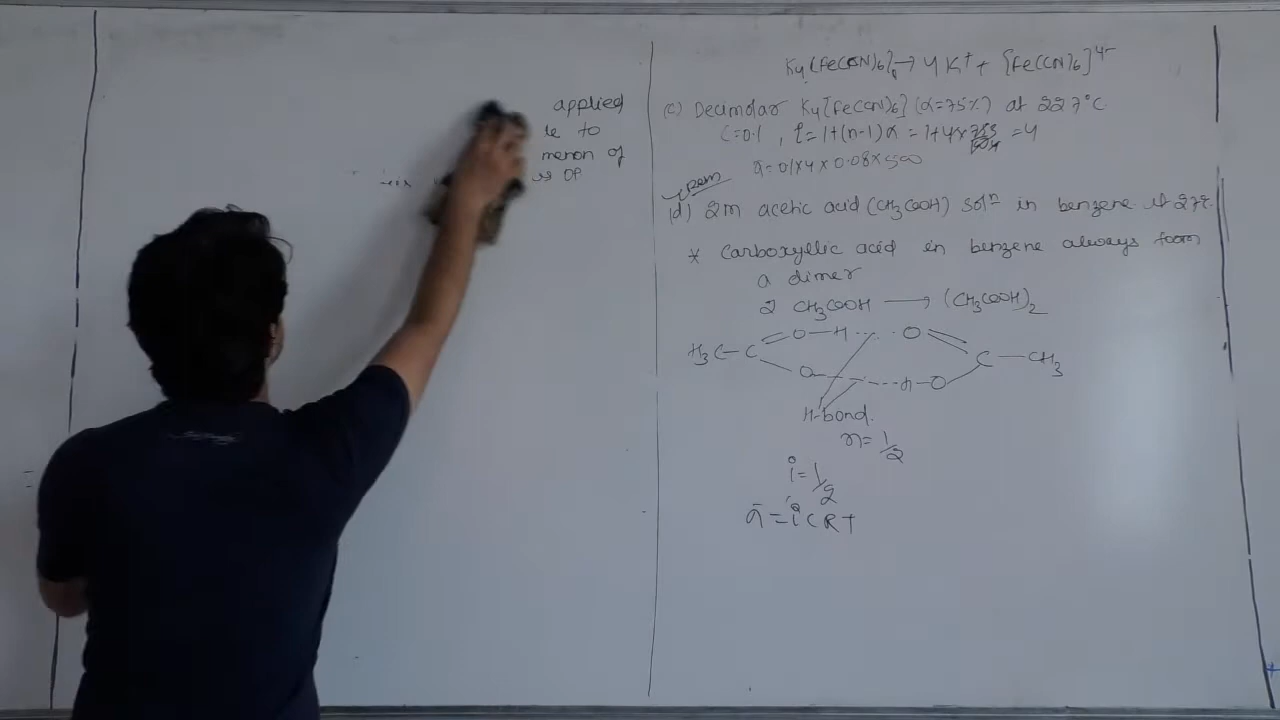 applied
le to
menon of
is OP
K4[Fe(CN)6] → 4K+ + [Fe(CN)6]4-
(c) Decimolar K4[Fe(CN)6] (α=75%) at 227°C
C=0.1 , i=1+(n-1)α = 1+4×75/100 =4
π=0.1×4×0.08×500
Rem
(d) 2M acetic acid (CH3COOH) soln in benzene at 27°C.
* Carboxyllic acid in benzene always form
a dimer
2 CH3COOH → (CH3COOH)2
H3C-C O-H ... O C-CH3
O ---H-O
H-bond.
n=1/2
i=1/2
π=iCRT